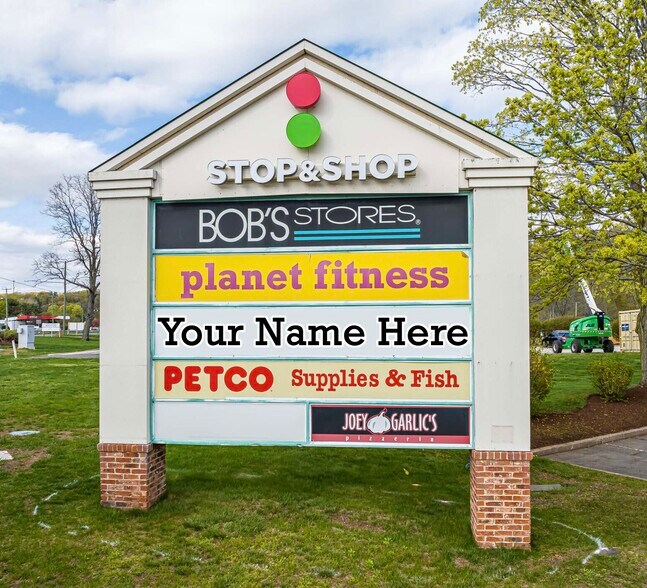 STOP&SHOP
BOB'S STORES®
planet fitness
Your Name Here
PETCO Supplies & Fish
JOEY GARLIC'S
pizzeria